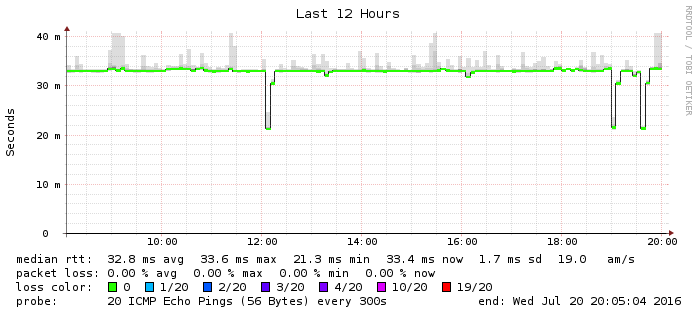 Last 12 Hours
RRDTOOL / TOBI OETIKER
Seconds
40 m
30 m
20 m
10 m
0
10:00 12:00 14:00 16:00 18:00 20:00
median rtt: 32.8 ms avg 33.6 ms max 21.3 ms min 33.4 ms now 1.7 ms sd 19.0 am/s
packet loss: 0.00 % avg 0.00 % max 0.00 % min 0.00 % now
loss color: 0 1/20 2/20 3/20 4/20 10/20 19/20
probe: 20 ICMP Echo Pings (56 Bytes) every 300s end: Wed Jul 20 20:05:04 2016